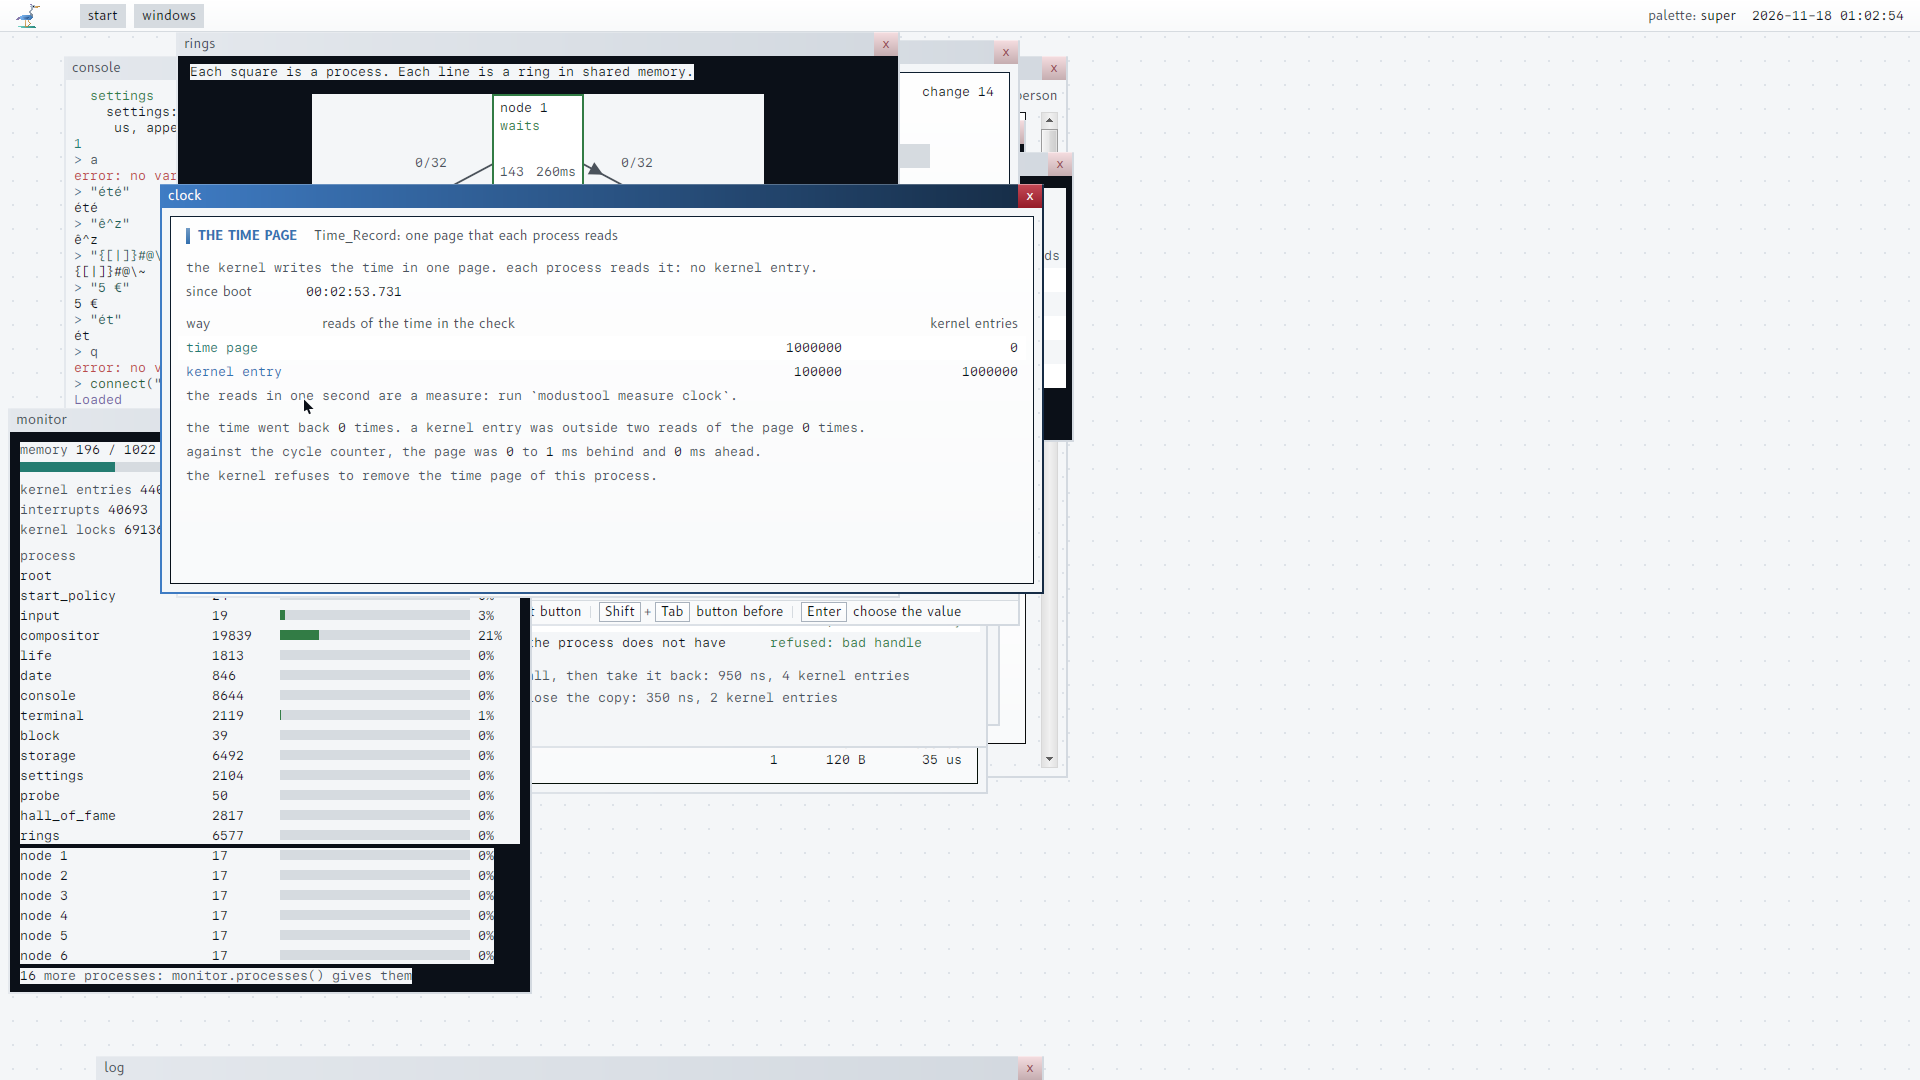 start windows palette: super 2026-11-18 01:02:54
rings x
x
console
x
Each square is a process. Each line is a ring in shared memory.
settings
settings:
us, appe
1
> a
error: no var
> "été"
été
> "ê^z"
ê^z
> "{[|]}#@\
{[|]}#@\~
> "5 €"
5 €
> "ét"
ét
> q
error: no v
> connect("
Loaded
change 14
erson
node 1
waits
0/32 0/32
143 260ms
x
ds
clock x
THE TIME PAGE Time_Record: one page that each process reads
the kernel writes the time in one page. each process reads it: no kernel entry.
since boot 00:02:53.731
way reads of the time in the check kernel entries
time page 1000000 0
kernel entry 100000 1000000
the reads in one second are a measure: run `modustool measure clock`.
the time went back 0 times. a kernel entry was outside two reads of the page 0 times.
against the cycle counter, the page was 0 to 1 ms behind and 0 ms ahead.
the kernel refuses to remove the time page of this process.
t button Shift + Tab button before Enter choose the value
the process does not have refused: bad handle
all, then take it back: 950 ns, 4 kernel entries
lose the copy: 350 ns, 2 kernel entries
1 120 B 35 us
monitor
memory 196 / 1022
kernel entries 440
interrupts 40693
kernel locks 69136
process
root
start_policy
input 19 3%
compositor 19839 21%
life 1813 0%
date 846 0%
console 8644 0%
terminal 2119 1%
block 39 0%
storage 6492 0%
settings 2104 0%
probe 50 0%
hall_of_fame 2817 0%
rings 6577 0%
node 1 17 0%
node 2 17 0%
node 3 17 0%
node 4 17 0%
node 5 17 0%
node 6 17 0%
16 more processes: monitor.processes() gives them
log x